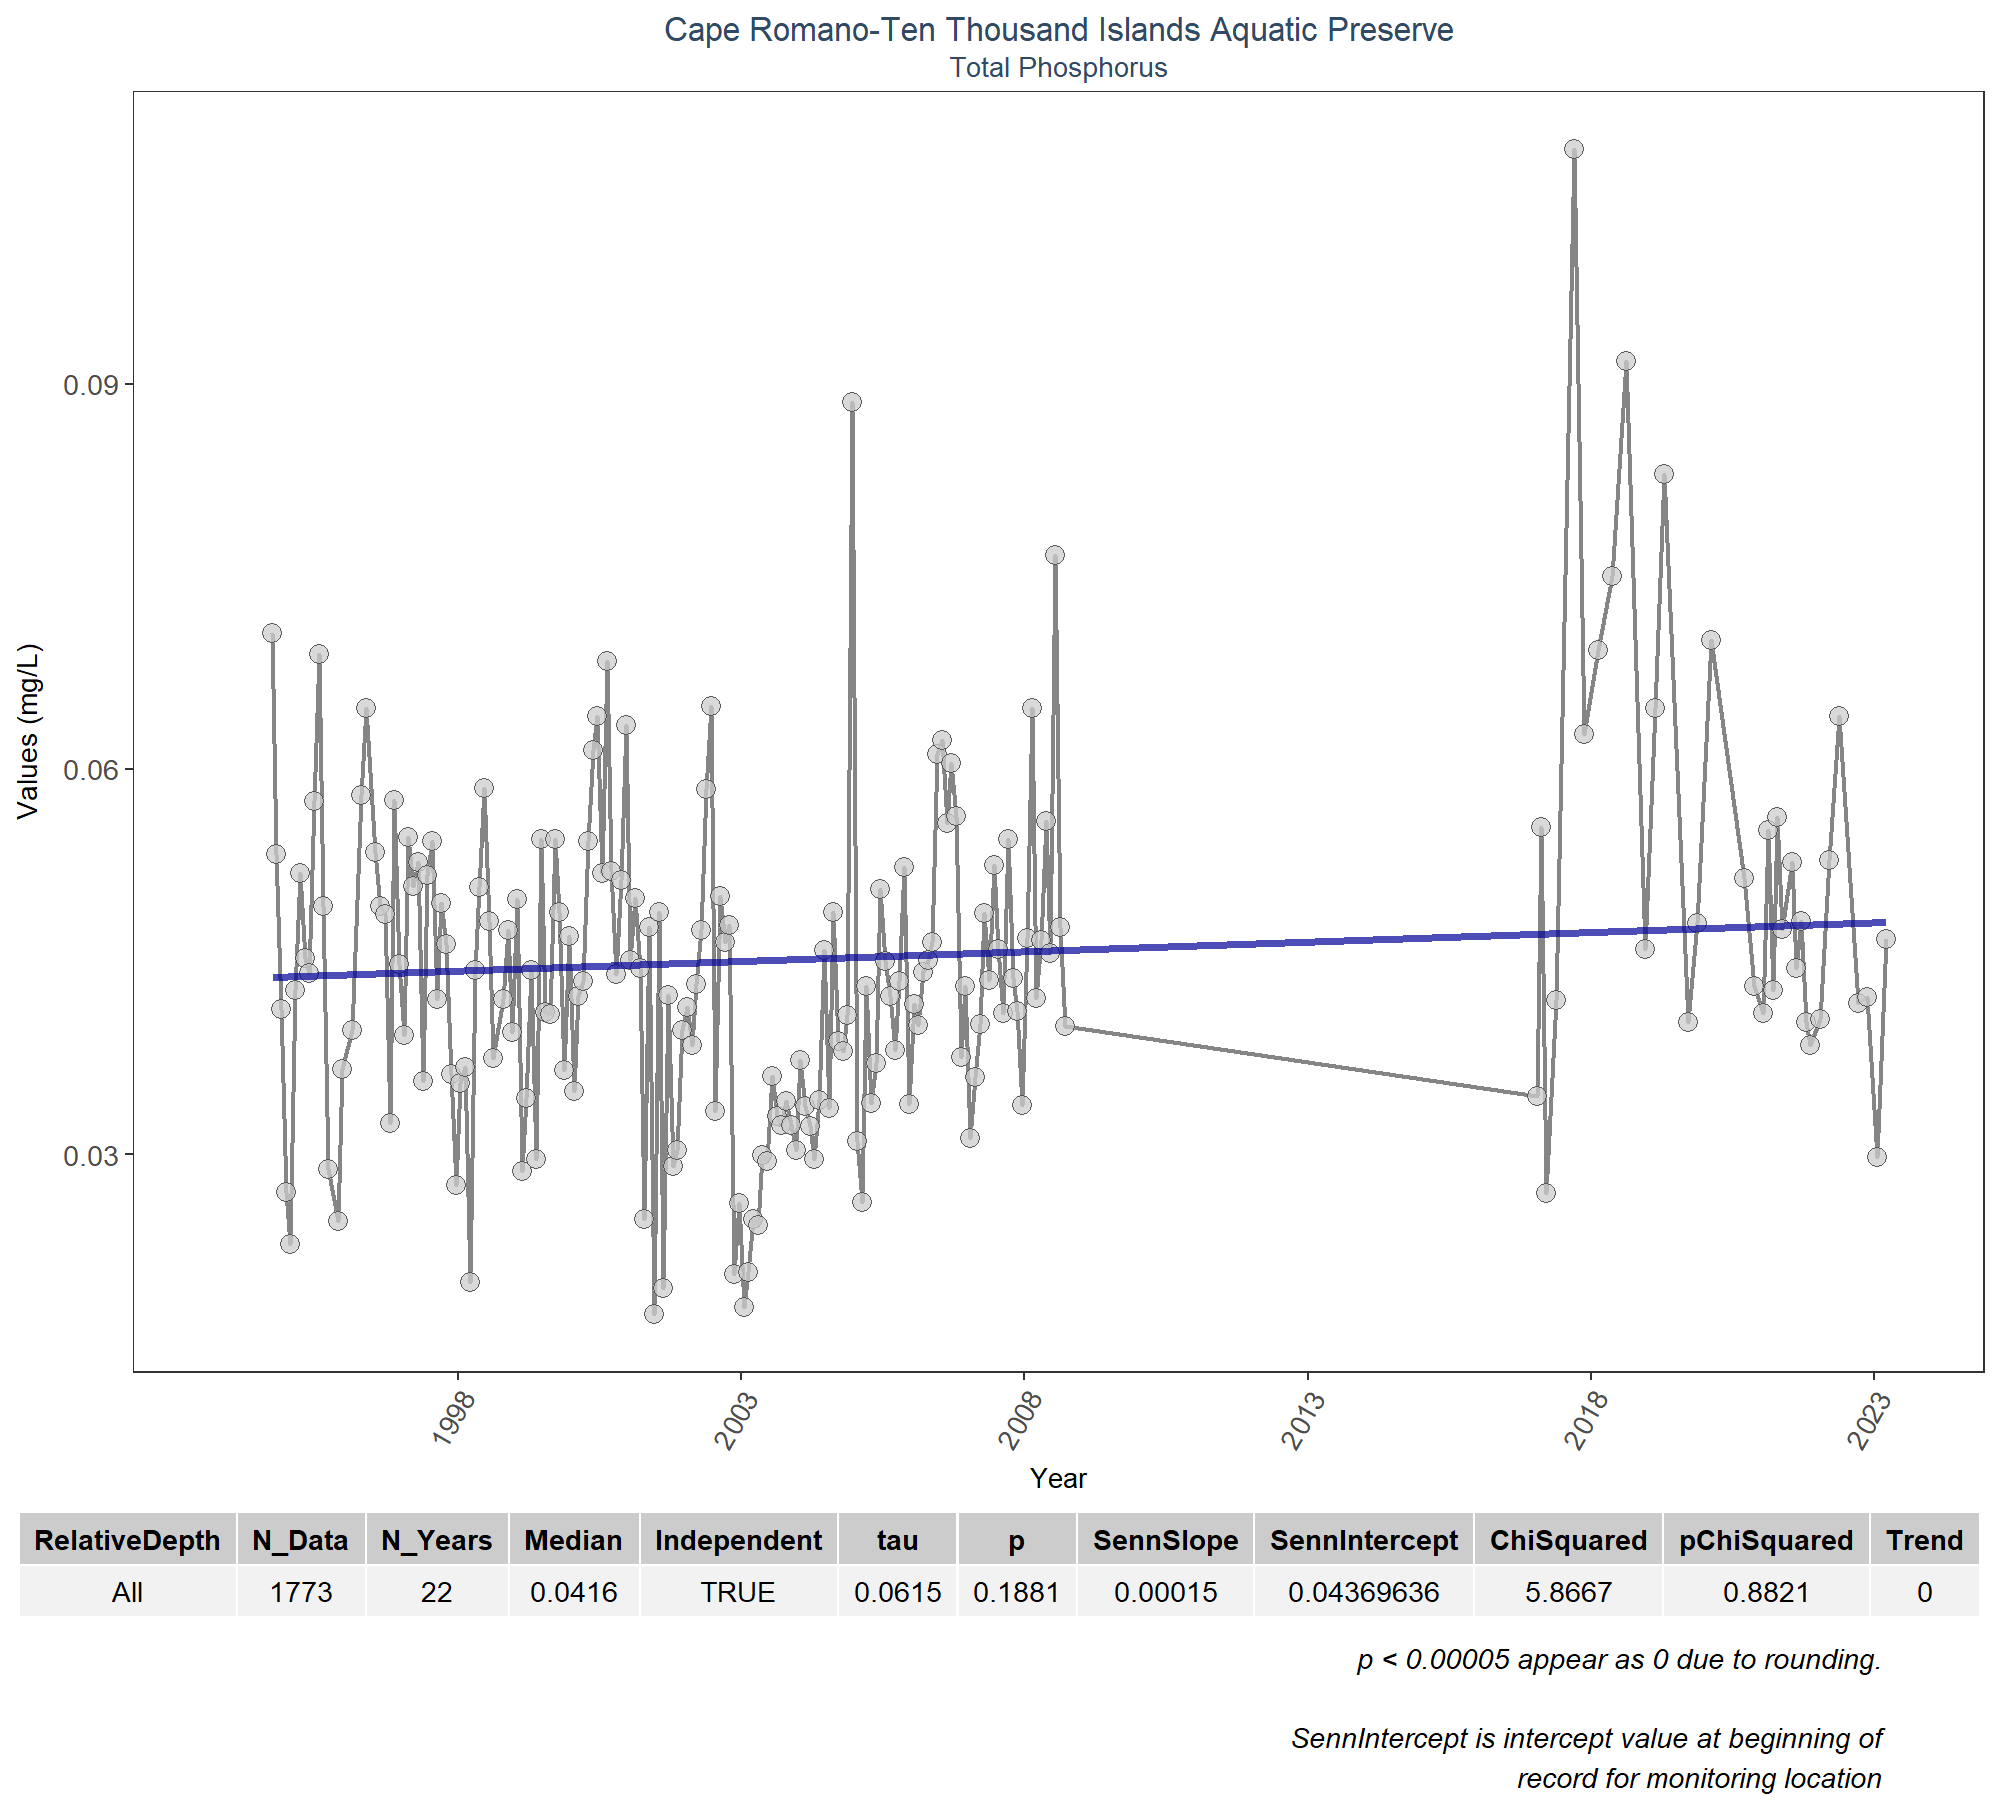 Cape Romano-Ten Thousand Islands Aquatic Preserve
Total Phosphorus
Values (mg/L)
0.09
0.06
0.03
1998
2003
2008
2013
2018
2023
Year
RelativeDepth N_Data N_Years Median Independent tau p SennSlope SennIntercept ChiSquared pChiSquared Trend
All 1773 22 0.0416 TRUE 0.0615 0.1881 0.00015 0.04369636 5.8667 0.8821 0
p < 0.00005 appear as 0 due to rounding.
SennIntercept is intercept value at beginning of
record for monitoring location